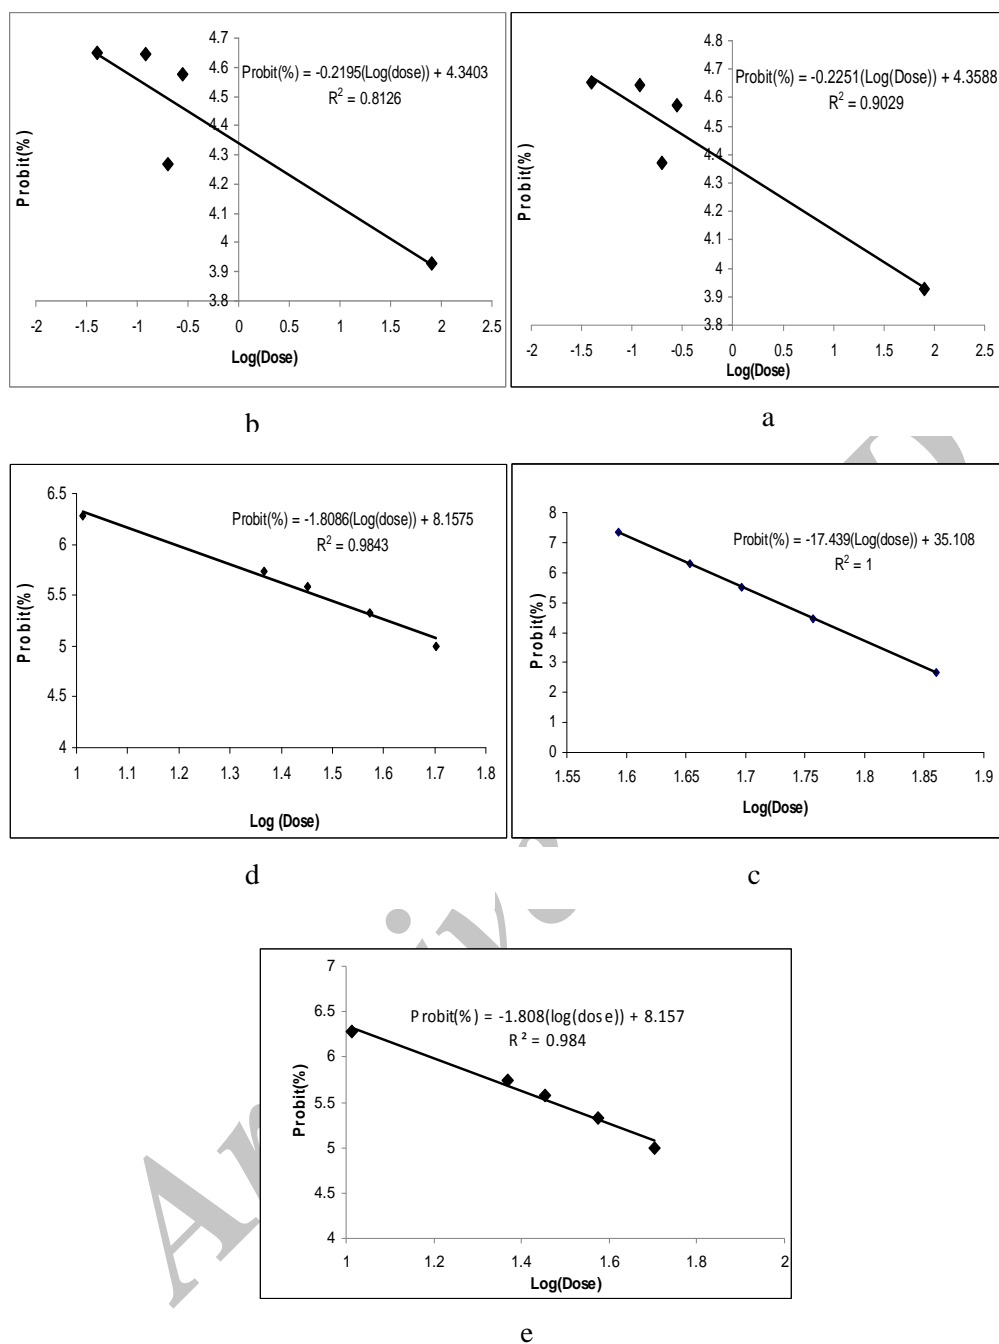 4.7
4.6
4.5
4.4
4.3
4.2
4.1
4
3.9
3.8
-2 -1.5 -1 -0.5 0 0.5 1 1.5 2 2.5
Probit(%)
Log(Dose)
Probit(%) = -0.2195(Log(dose)) + 4.3403
R² = 0.8126
b
4.8
4.7
4.6
4.5
4.4
4.3
4.2
4.1
4
3.9
3.8
-2 -1.5 -1 -0.5 0 0.5 1 1.5 2 2.5
Probit(%)
Log(Dose)
Probit(%) = -0.2251(Log(Dose)) + 4.3588
R² = 0.9029
a
6.5
6
5.5
5
4.5
4
1 1.1 1.2 1.3 1.4 1.5 1.6 1.7 1.8
Probit(%)
Log (Dose)
Probit(%) = -1.8086(Log(dose)) + 8.1575
R² = 0.9843
d
8
7
6
5
4
3
2
1
0
1.55 1.6 1.65 1.7 1.75 1.8 1.85 1.9
Probit(%)
Log(Dose)
Probit(%) = -17.439(Log(dose)) + 35.108
R² = 1
c
7
6.5
6
5.5
5
4.5
4
1 1.2 1.4 1.6 1.8 2
Probit(%)
Log(Dose)
Probit(%) = -1.808(log(dose)) + 8.157
R² = 0.984
e